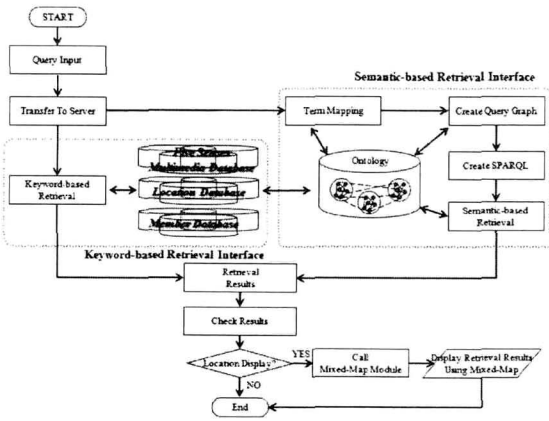 START
Query Input
Semantic-based Retrieval Interface
Transfer To Server
Term Mapping
Create Query Graph
Five Senses
Multimedia Database
Ontology
Create SPARQL
Keyword-based
Retrieval
Location Database
Semantic-based
Retrieval
Member Database
Keyword-based Retrieval Interface
Retrieval
Results
Check Results
Location Display?
YES
Call
Mixed-Map Module
Display Retrieval Results
Using Mixed-Map
NO
End